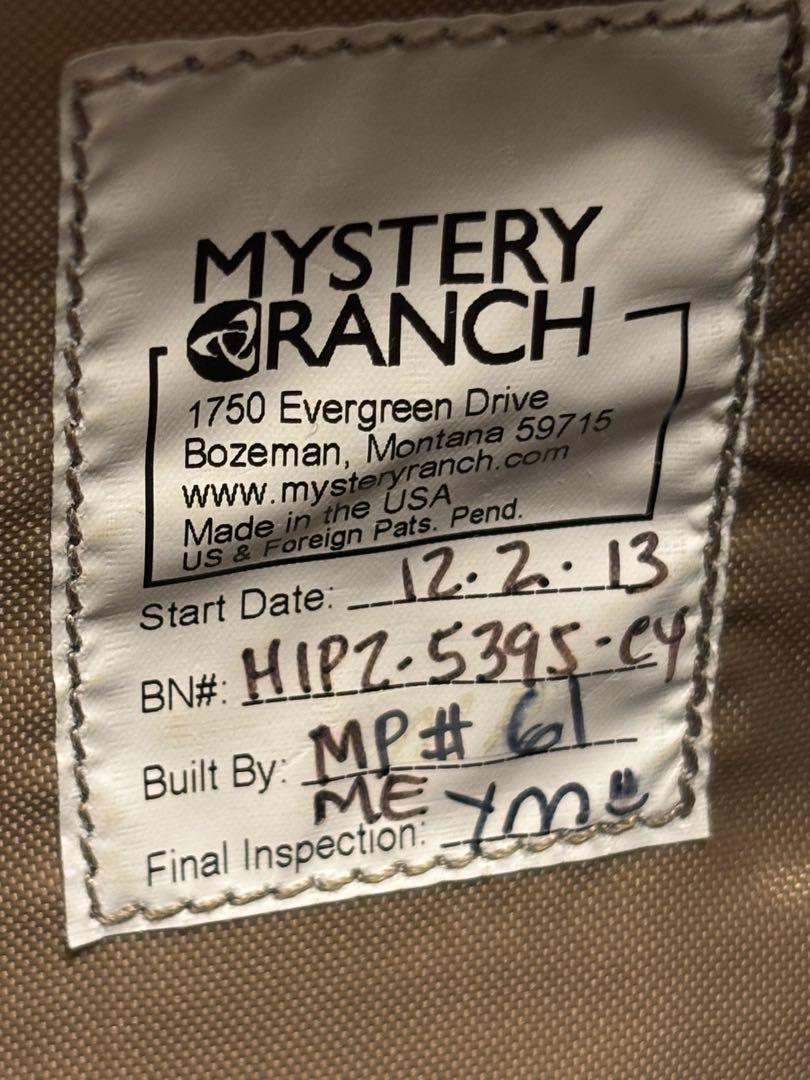 MYSTERY
RANCH
1750 Evergreen Drive
Bozeman, Montana 59715
www.mysteryranch.com
Made in the USA
US & Foreign Pats. Pend.
Start Date: 12.2.13
BN#: HIPZ-5395-CY
Built By: MP# 61
ME
Final Inspection: YM